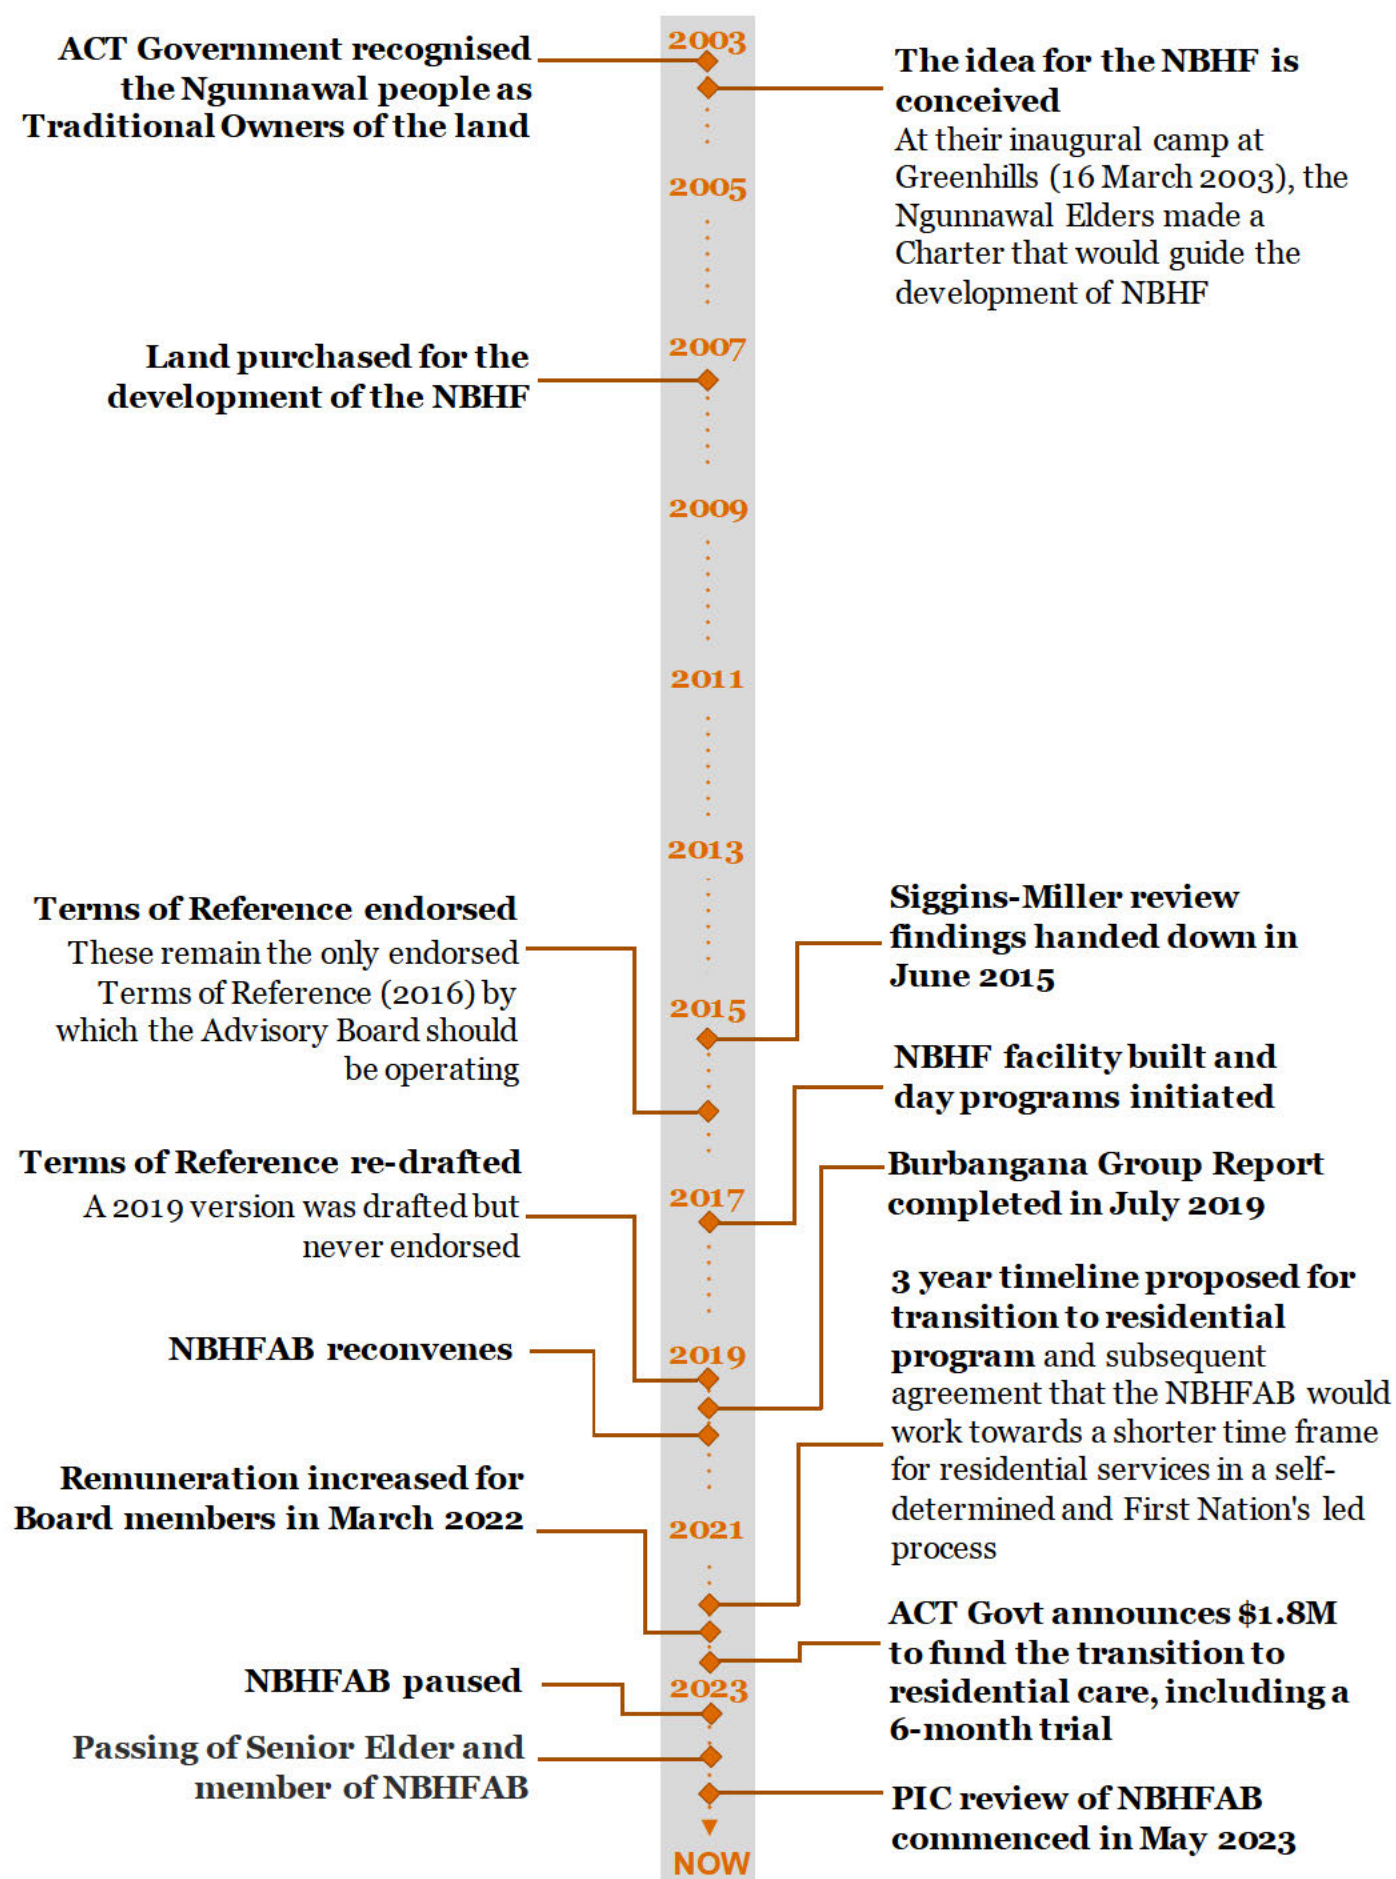 2003
ACT Government recognised
the Ngunnawal people as
Traditional Owners of the land
The idea for the NBHF is
conceived
At their inaugural camp at
Greenhills (16 March 2003), the
Ngunnawal Elders made a
Charter that would guide the
development of NBHF
2005
2007
Land purchased for the
development of the NBHF
2009
2011
2013
Terms of Reference endorsed
These remain the only endorsed
Terms of Reference (2016) by
which the Advisory Board should
be operating
Siggins-Miller review
findings handed down in
June 2015
2015
NBHF facility built and
day programs initiated
Terms of Reference re-drafted
A 2019 version was drafted but
never endorsed
2017
Burbangana Group Report
completed in July 2019
NBHFAB reconvenes
2019
3 year timeline proposed for
transition to residential
program and subsequent
agreement that the NBHFAB would
work towards a shorter time frame
for residential services in a self-
determined and First Nation's led
process
Remuneration increased for
Board members in March 2022
2021
ACT Govt announces $1.8M
to fund the transition to
residential care, including a
6-month trial
NBHFAB paused
2023
Passing of Senior Elder and
member of NBHFAB
PIC review of NBHFAB
commenced in May 2023
NOW